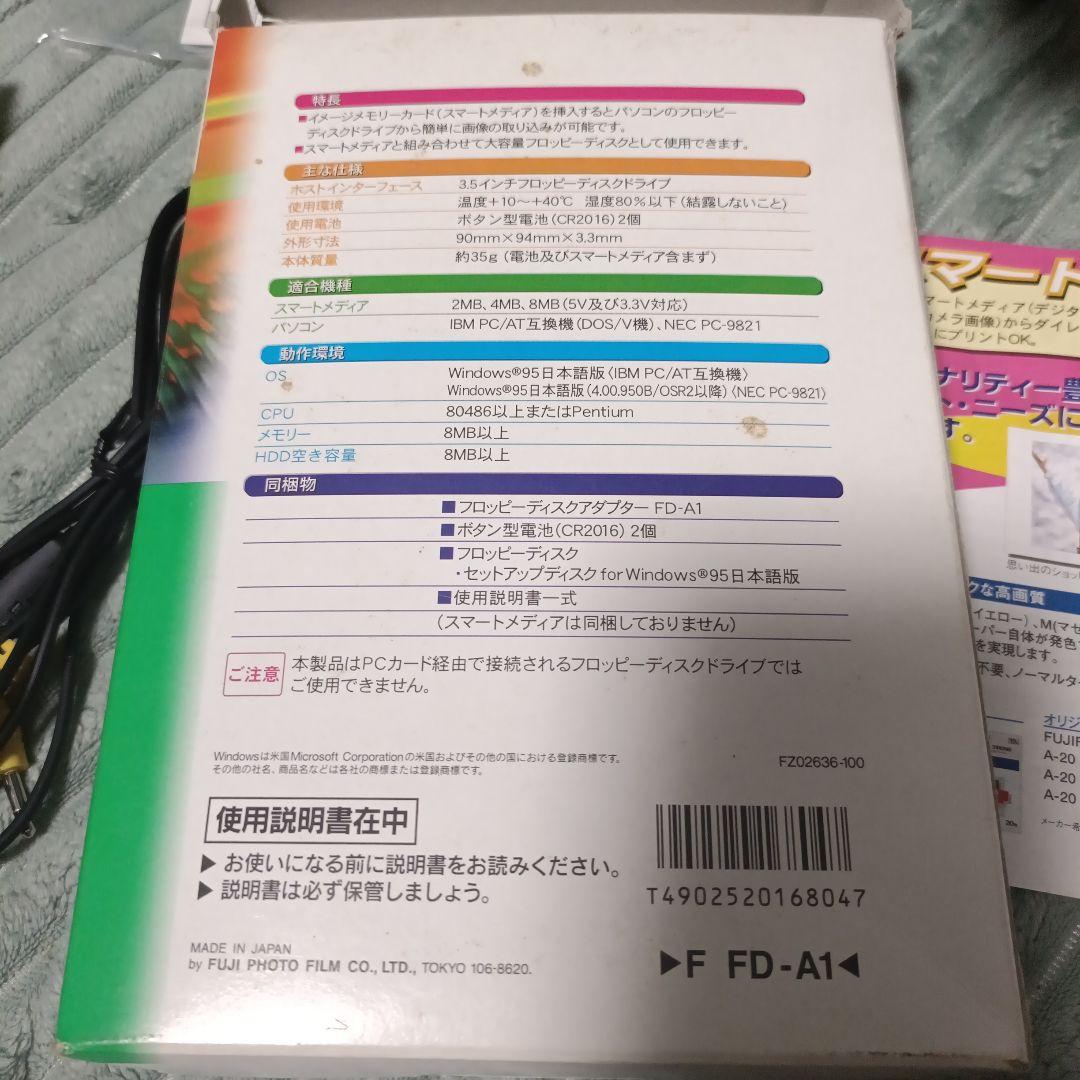 特長
■イメージメモリーカード(スマートメディア)を挿入するとパソコンのフロッピー
ディスクドライブから簡単に画像の取り込みが可能です。
■スマートメディアと組み合わせて大容量フロッピーディスクとして使用できます。
主な仕様
ホストインターフェース 3.5インチフロッピーディスクドライブ
使用環境 温度+10〜+40℃ 湿度80%以下(結露しないこと)
使用電池 ボタン型電池(CR2016)2個
外形寸法 90mm×94mm×3.3mm
本体質量 約35g(電池及びスマートメディア含まず)
適合機種
スマートメディア 2MB、4MB、8MB(5V及び3.3V対応)
パソコン IBM PC/AT互換機(DOS/V機)、NEC PC-9821
動作環境
OS Windows®95日本語版〈IBM PC/AT互換機〉
Windows®95日本語版(4.00.950B/OSR2以降)〈NEC PC-9821〉
CPU 80486以上またはPentium
メモリー 8MB以上
HDD空き容量 8MB以上
同梱物
■フロッピーディスクアダプター FD-A1
■ボタン型電池(CR2016)2個
■フロッピーディスク
・セットアップディスク for Windows®95日本語版
■使用説明書一式
(スマートメディアは同梱しておりません)
ご注意 本製品はPCカード経由で接続されるフロッピーディスクドライブでは
ご使用できません。
Windowsは米国Microsoft Corporationの米国およびその他の国における登録商標です。
その他の社名、商品名などは各社の商標または登録商標です。
FZ02636-100
使用説明書在中
▶お使いになる前に説明書をお読みください。
▶説明書は必ず保管しましょう。
T4902520168047
MADE IN JAPAN
by FUJI PHOTO FILM CO., LTD., TOKYO 106-8620.
▶F FD-A1◀
マート
マートメディア(デジタ
メラ画像)からダイレ
にプリントOK。
ナリティー豊
ト・ニーズに
す。
思い出のショッ
クな高画質
イエロー)、M(マゼ
ーパー自体が発色
を実現します。
不要、ノーマルタ
オリジ
FUJIF
A-20
A-20
A-20
メーカー希